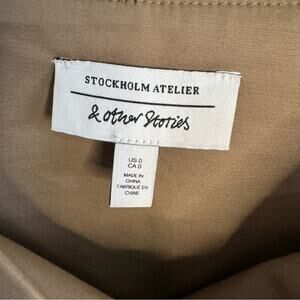 STOCKHOLM ATELIER
& Other Stories
US 0
CA 0
MADE IN
CHINA
FABRIQUÉ EN
CHINE